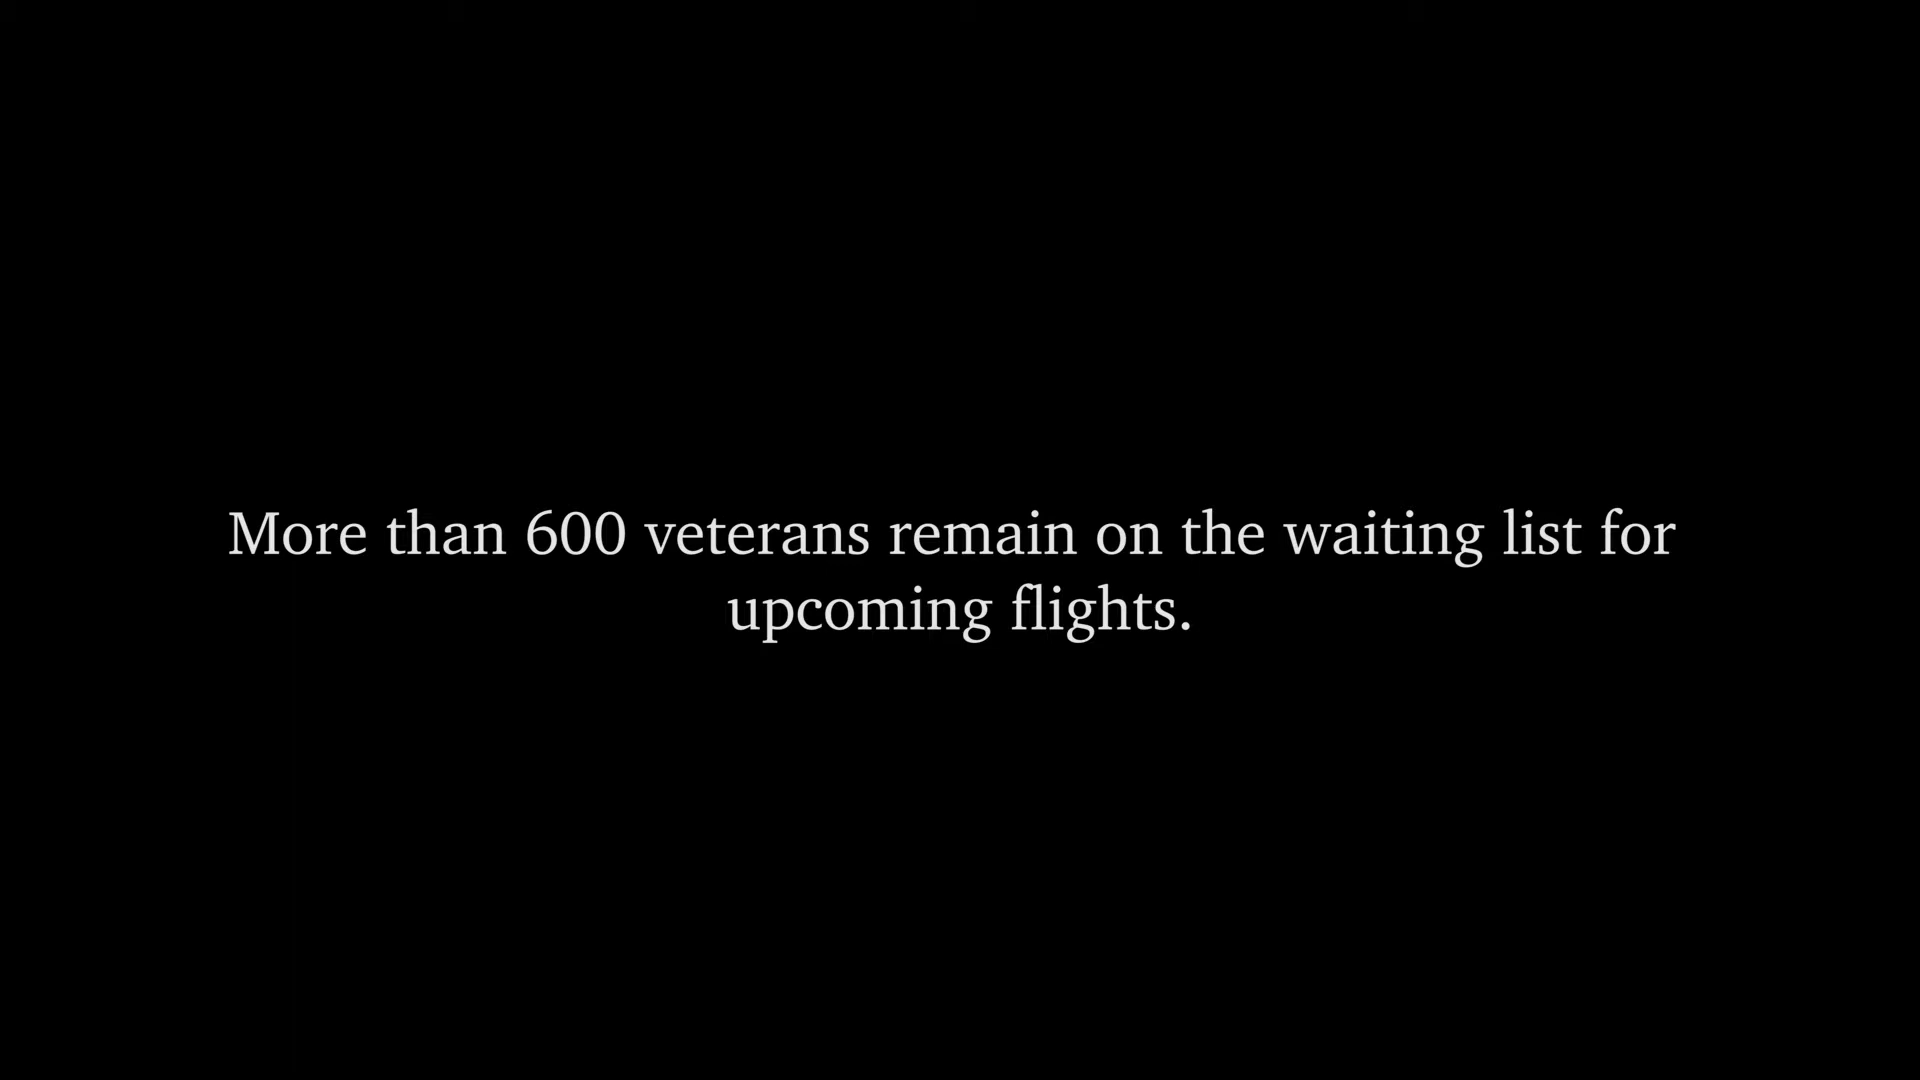 More than 600 veterans remain on the waiting list for
upcoming flights.